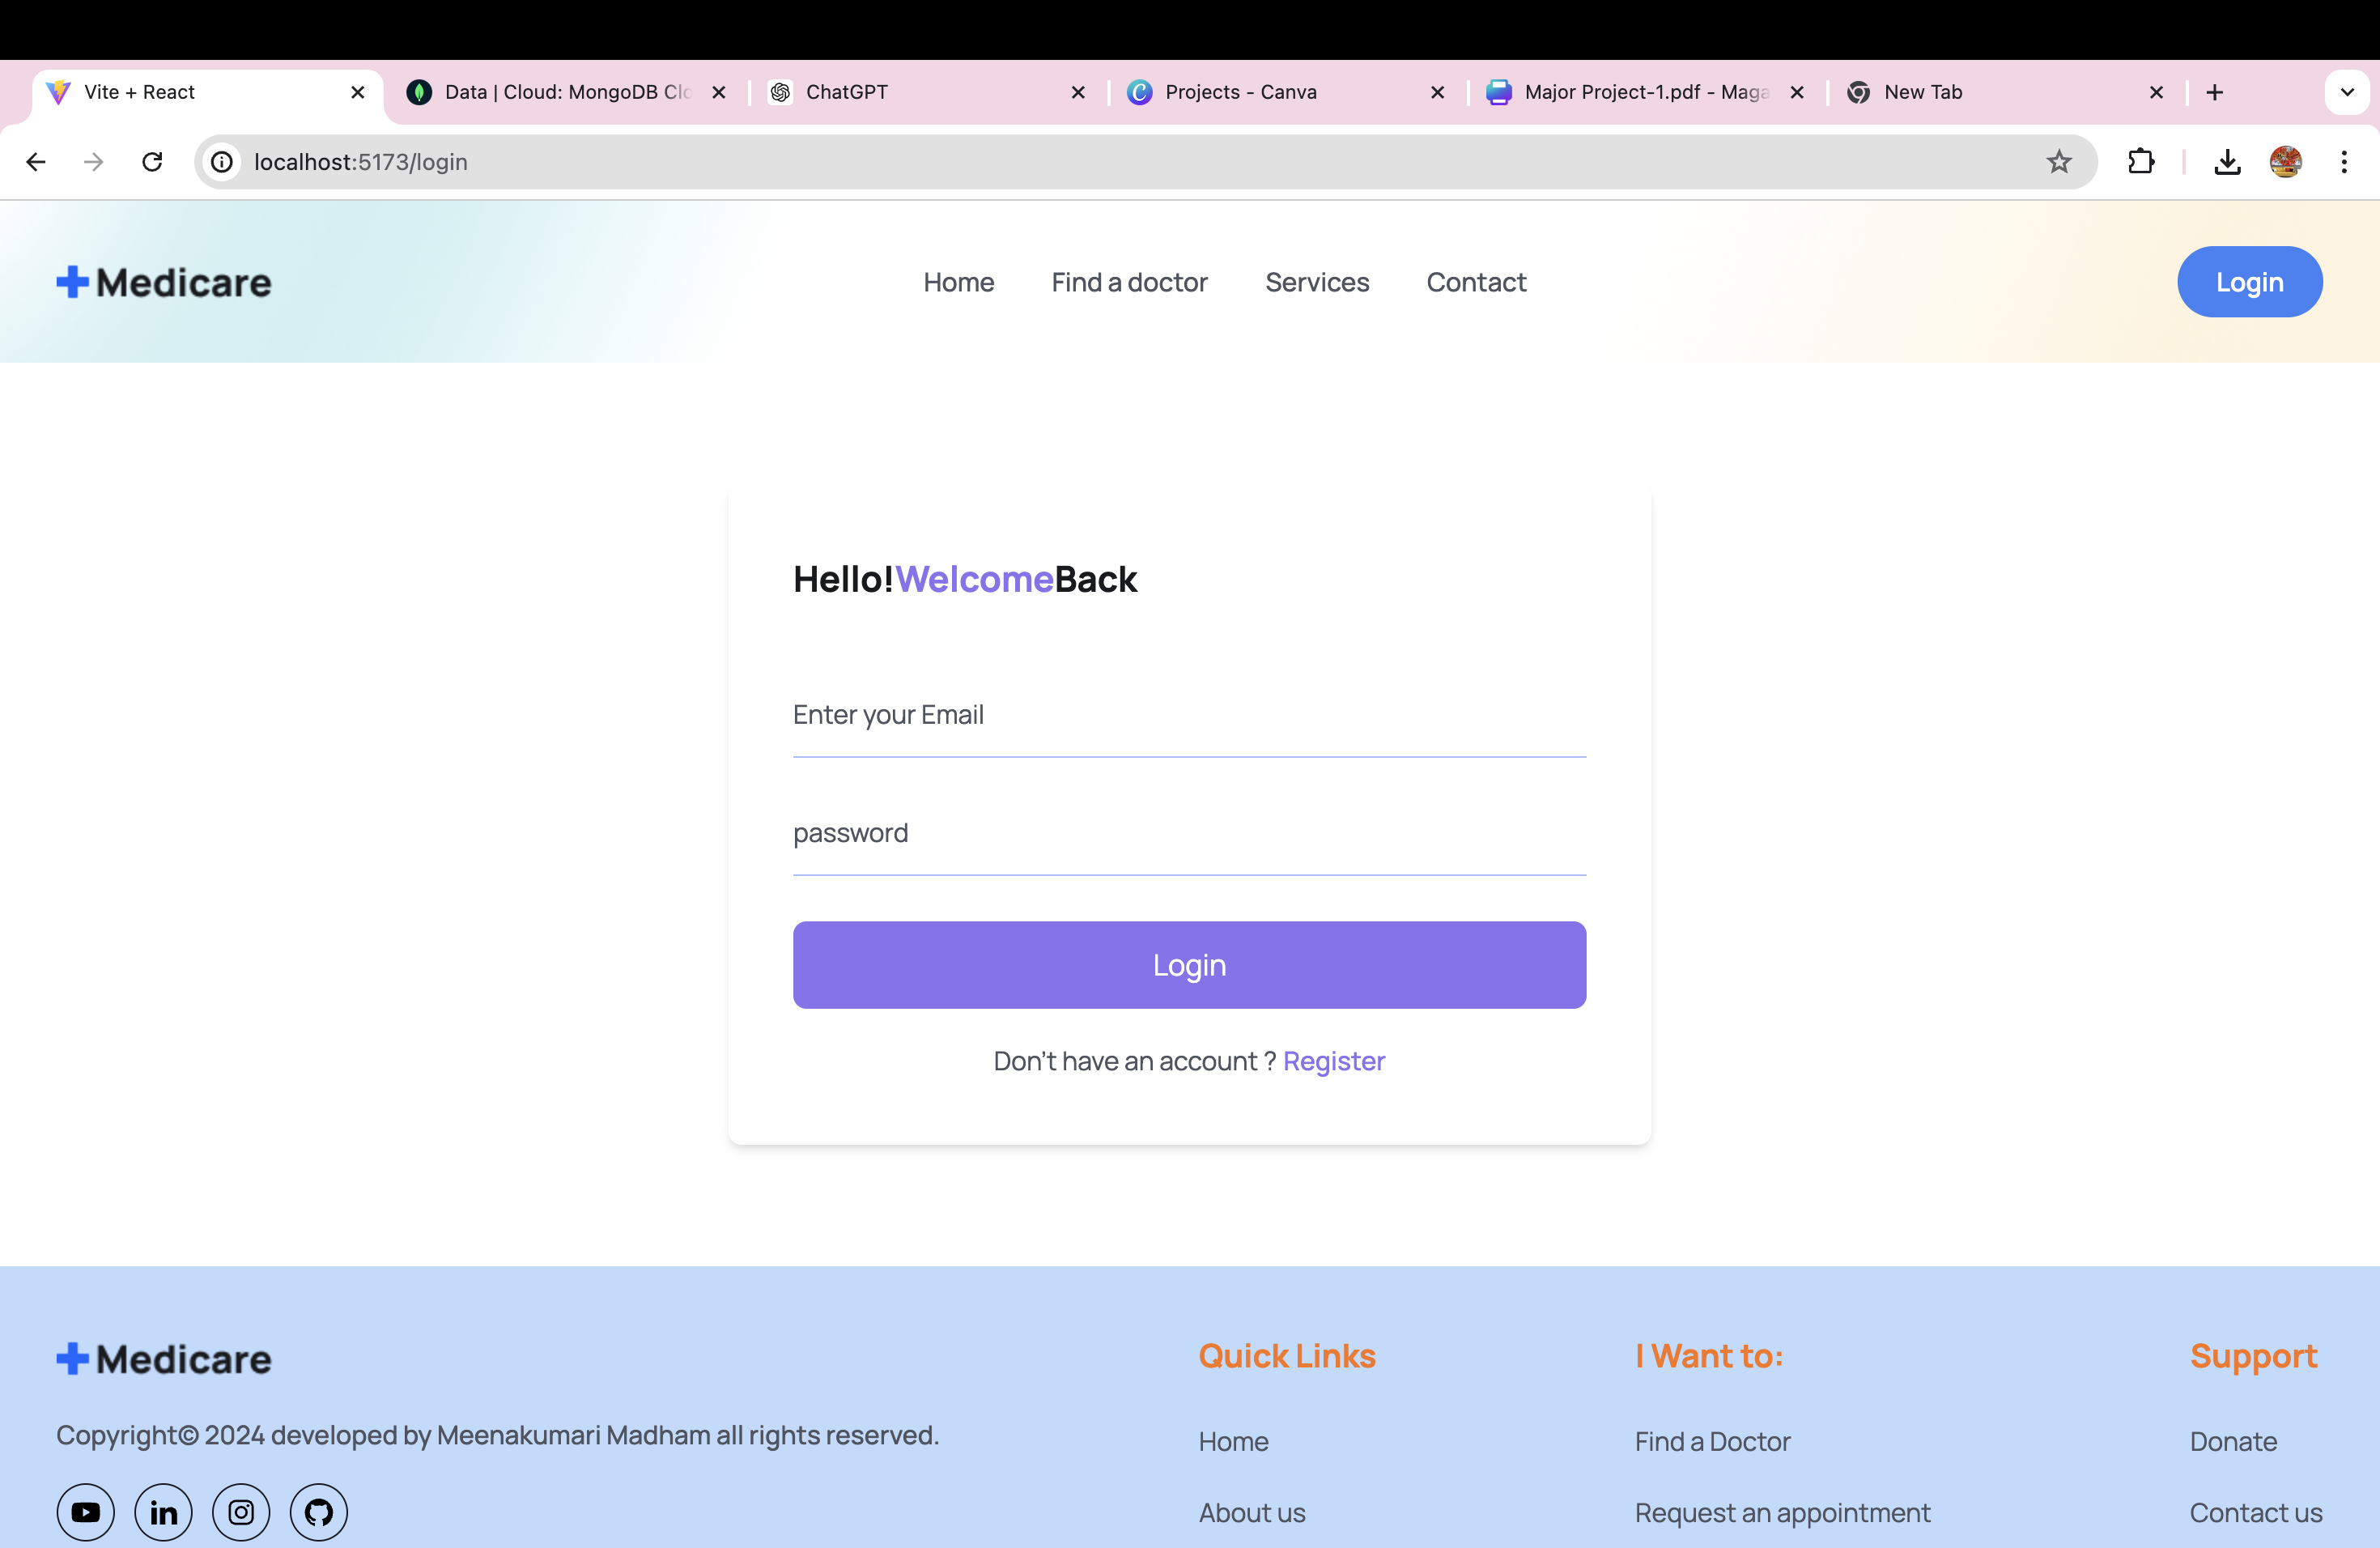 Vite + React
Data | Cloud: MongoDB Clo
ChatGPT
Projects - Canva
Major Project-1.pdf - Maga
New Tab
localhost:5173/login
Medicare
Home Find a doctor Services Contact
Login
Hello!WelcomeBack
Enter your Email
password
Login
Don't have an account ? Register
Medicare
Copyright© 2024 developed by Meenakumari Madham all rights reserved.
Quick Links
Home
About us
I Want to:
Find a Doctor
Request an appointment
Support
Donate
Contact us